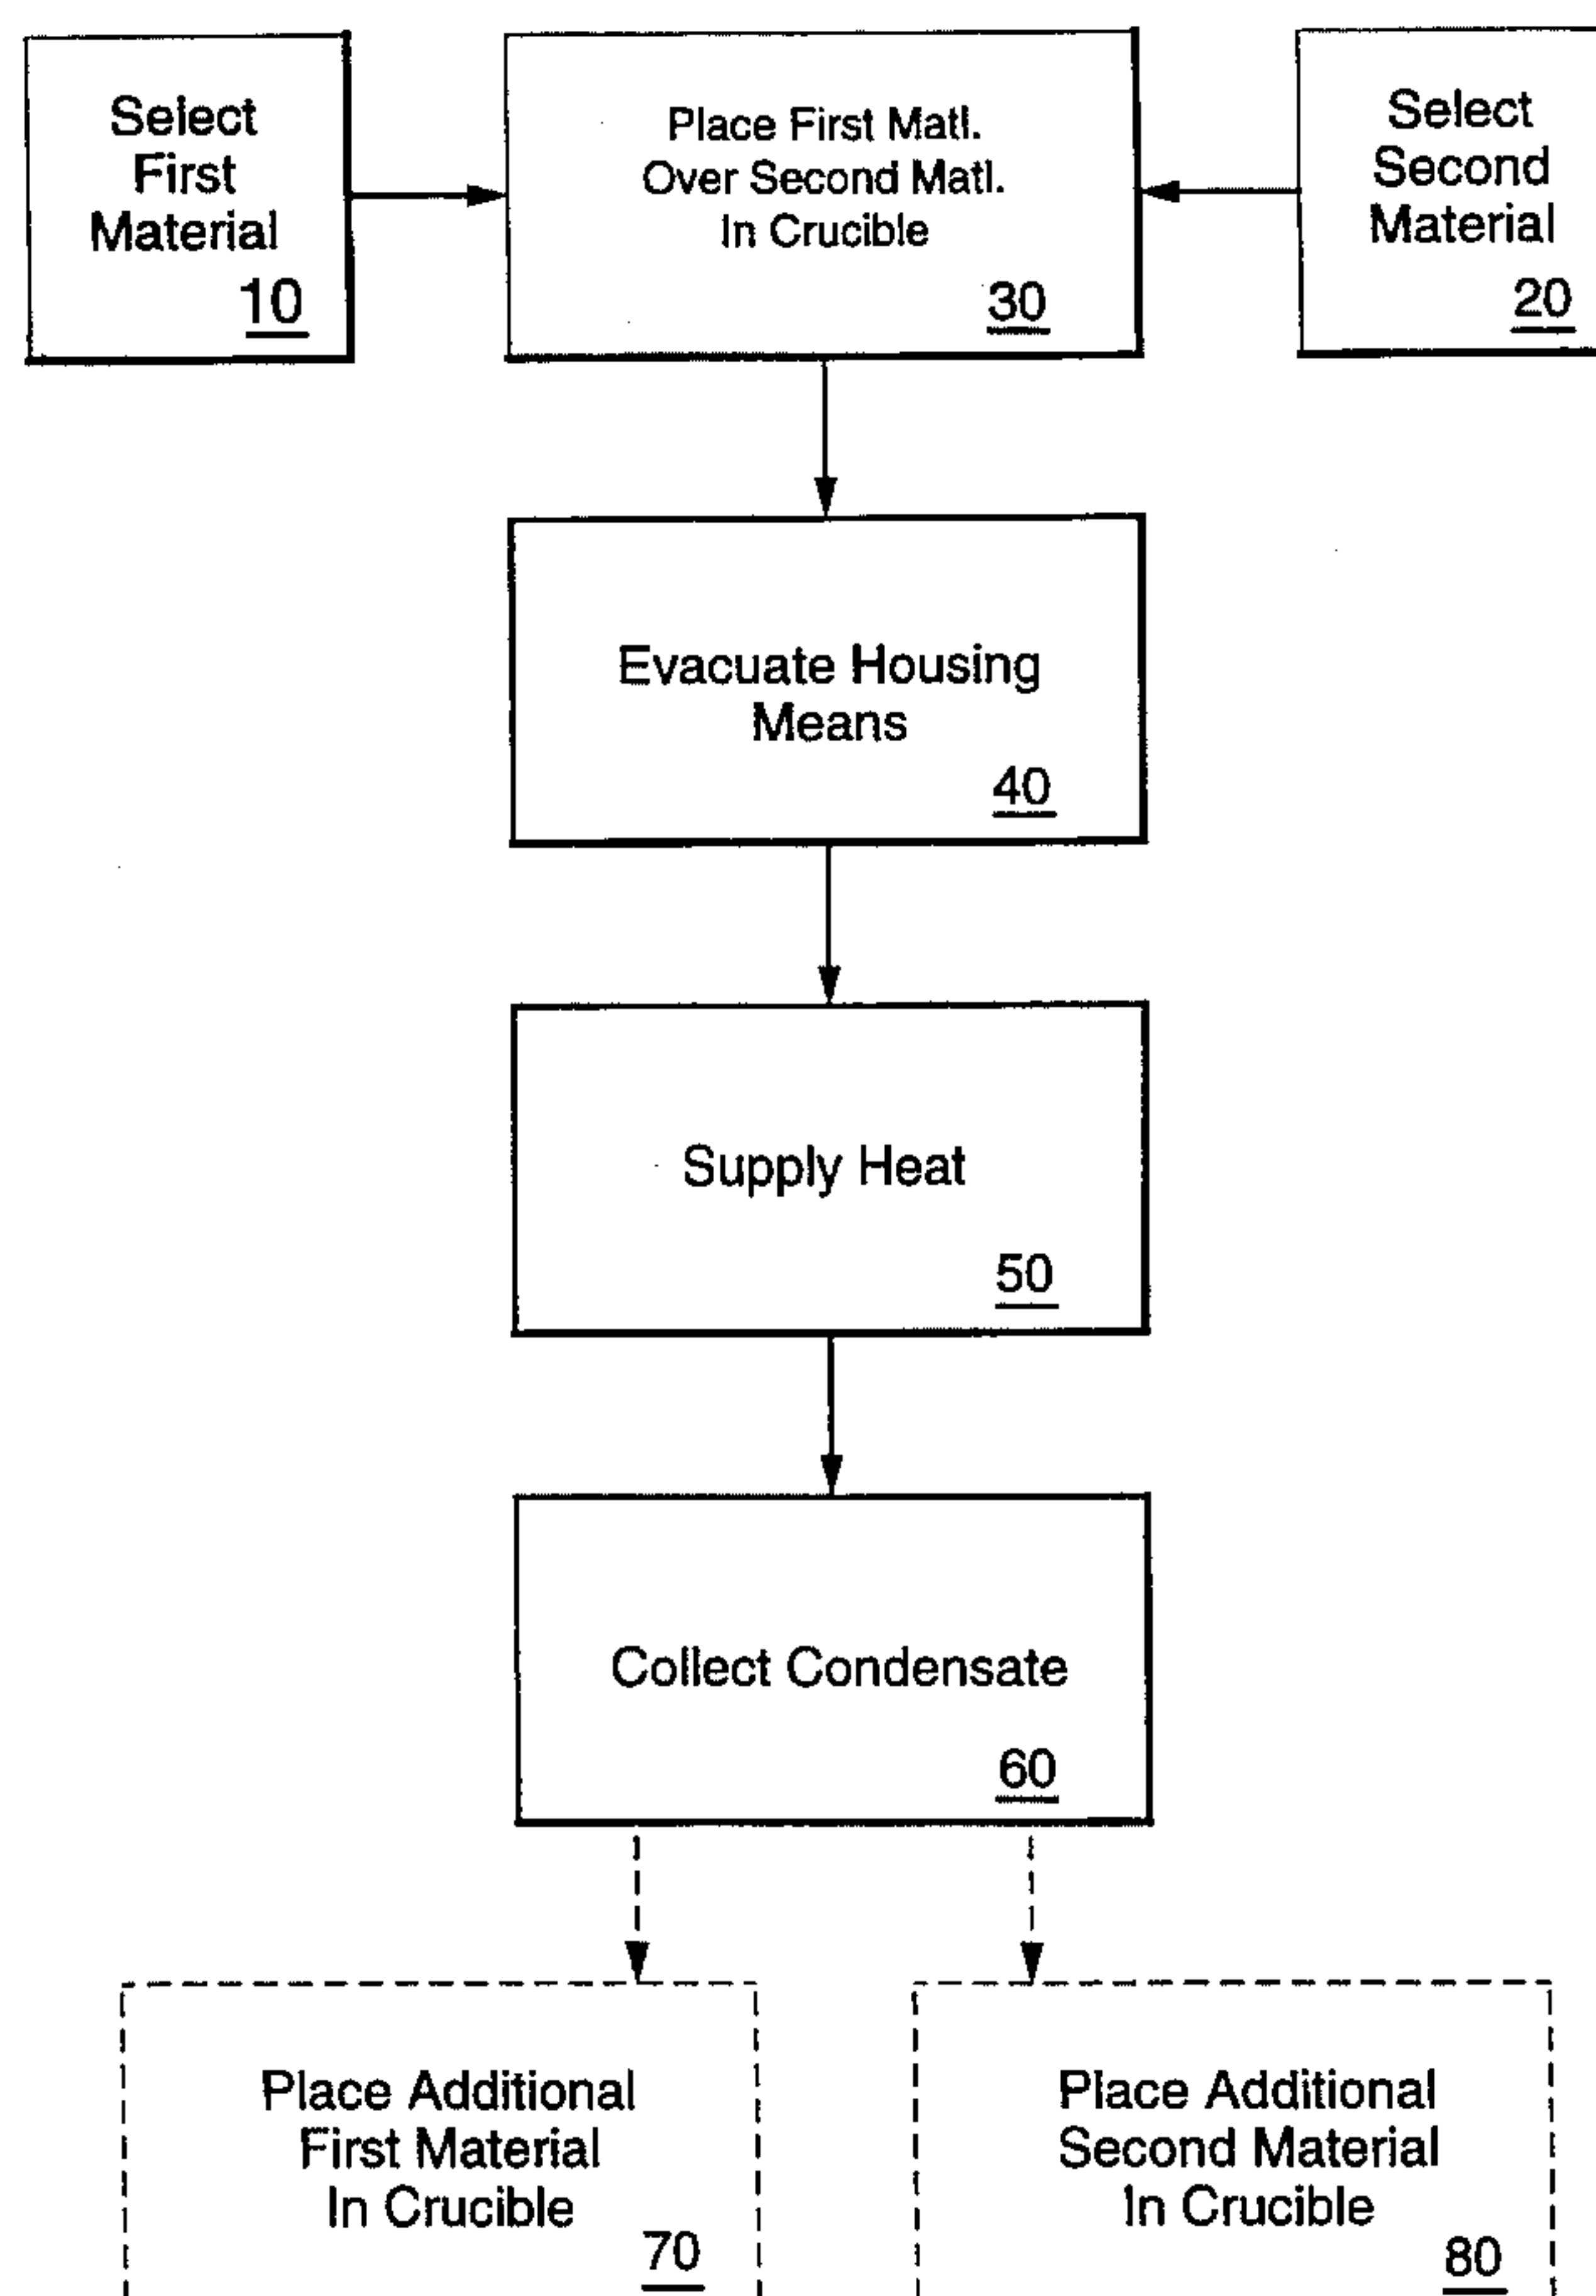 Select
First
Material
10
Place First Matl.
Over Second Matl.
In Crucible
30
Select
Second
Material
20
Evacuate Housing
Means
40
Supply Heat
50
Collect Condensate
60
Place Additional
First Material
In Crucible
70
Place Additional
Second Material
In Crucible
80